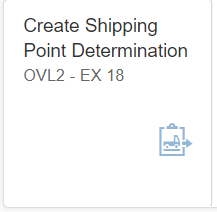 Create Shipping
Point Determination
OVL2 - EX 18